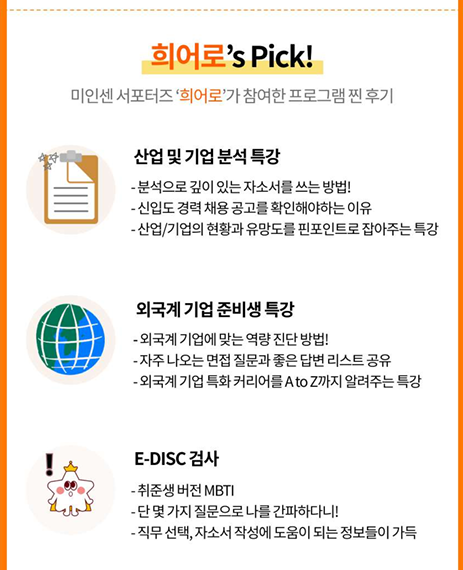 희어로's Pick!
미인센 서포터즈 '희어로'가 참여한 프로그램 찐 후기
산업 및 기업 분석 특강
- 분석으로 깊이 있는 자소서를 쓰는 방법!
- 신입도 경력 채용 공고를 확인해야하는 이유
- 산업/기업의 현황과 유망도를 핀포인트로 잡아주는 특강
외국계 기업 준비생 특강
- 외국계 기업에 맞는 역량 진단 방법!
- 자주 나오는 면접 질문과 좋은 답변 리스트 공유
- 외국계 기업 특화 커리어를 A to Z까지 알려주는 특강
E-DISC 검사
- 취준생 버전 MBTI
- 단 몇 가지 질문으로 나를 간파하다니!
- 직무 선택, 자소서 작성에 도움이 되는 정보들이 가득